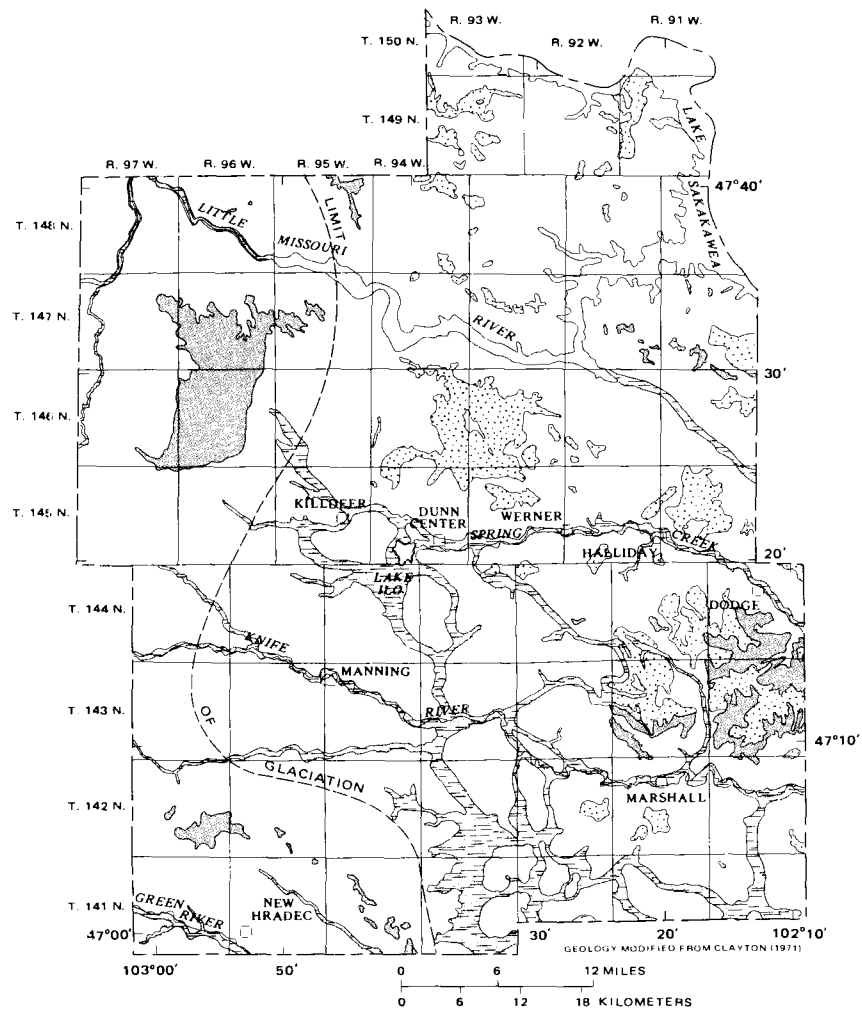 R. 93 W.
R. 92 W.
R. 91 W.
T. 150 N.
T. 149 N.
LAKE
SAKAKAWEA
47°40'
R. 97 W.
R. 96 W.
R. 95 W.
R. 94 W.
T. 148 N.
LITTLE
MISSOURI
RIVER
LIMIT
T. 147 N.
30'
T. 146 N.
T. 145 N.
KILLDEER
DUNN
CENTER
WERNER
SPRING
CREEK
HALLIDAY
20'
LAKE
ILO
T. 144 N.
DODGE
KNIFE
MANNING
RIVER
T. 143 N.
OF
47°10'
GLACIATION
T. 142 N.
MARSHALL
T. 141 N.
GREEN
RIVER
NEW
HRADEC
47°00'
103°00'
50'
30'
20'
102°10'
GEOLOGY MODIFIED FROM CLAYTON (1971)
0 6 12 MILES
0 6 12 18 KILOMETERS